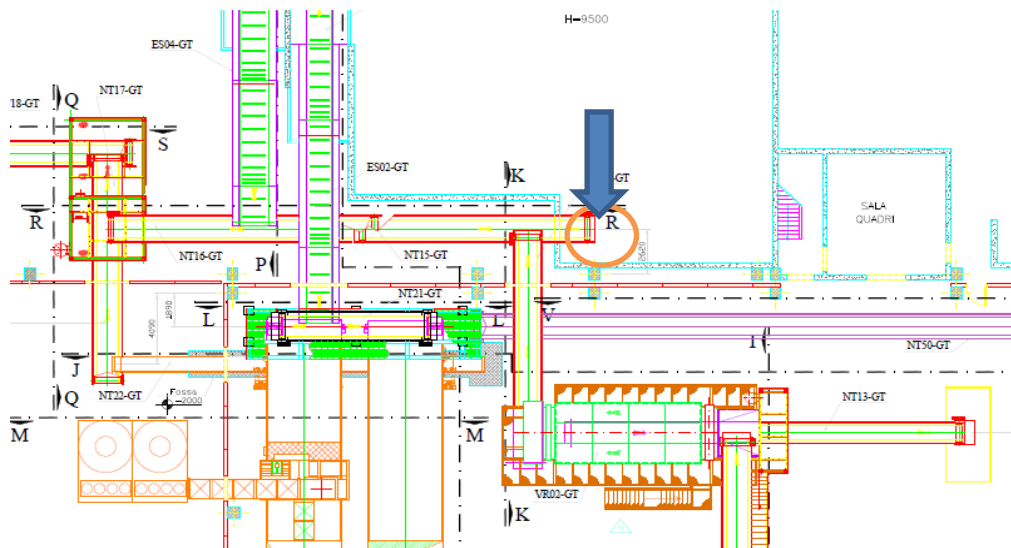 H=9500
ES04-GT
NT17-GT
Q
18-GT
S
ES02-GT
K
-GT
R
R
SALA
QUADRI
2620
NT16-GT
P
NT15-GT
NT21-GT
L
L
V
1890
4090
I
NT50-GT
J
NT22-GT
Q
Fossa
-2000
NT13-GT
M
M
VR02-GT
K